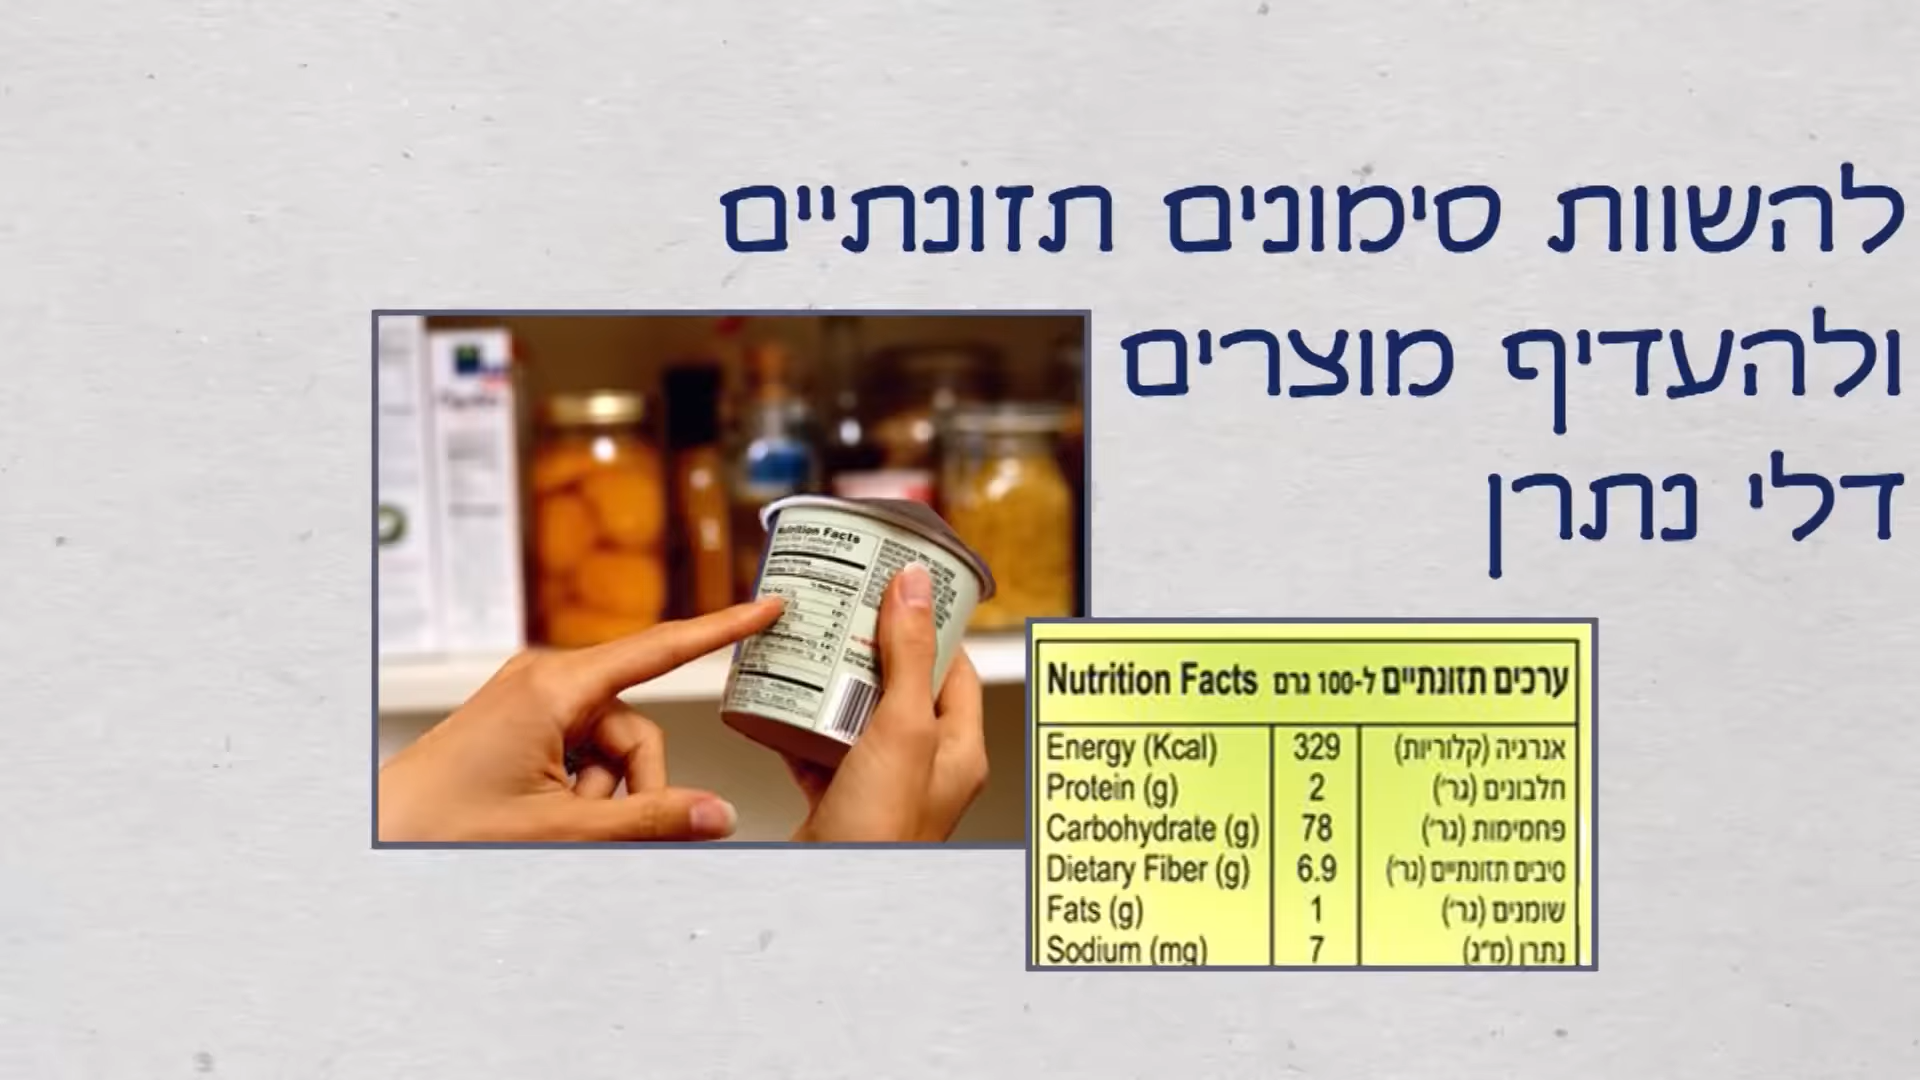 להשוות סימונים תזונתיים
ולהעדיף מוצרים
דלי נתרן
Nutrition Facts
Nutrition Facts ערכים תזונתיים ל-100 גרם
Energy (Kcal) 329 אנרגיה (קלוריות)
Protein (g) 2 חלבונים (גר׳)
Carbohydrate (g) 78 פחמימות (גר׳)
Dietary Fiber (g) 6.9 סיבים תזונתיים (גר׳)
Fats (g) 1 שומנים (גר׳)
Sodium (mg) 7 נתרן (מ״ג)